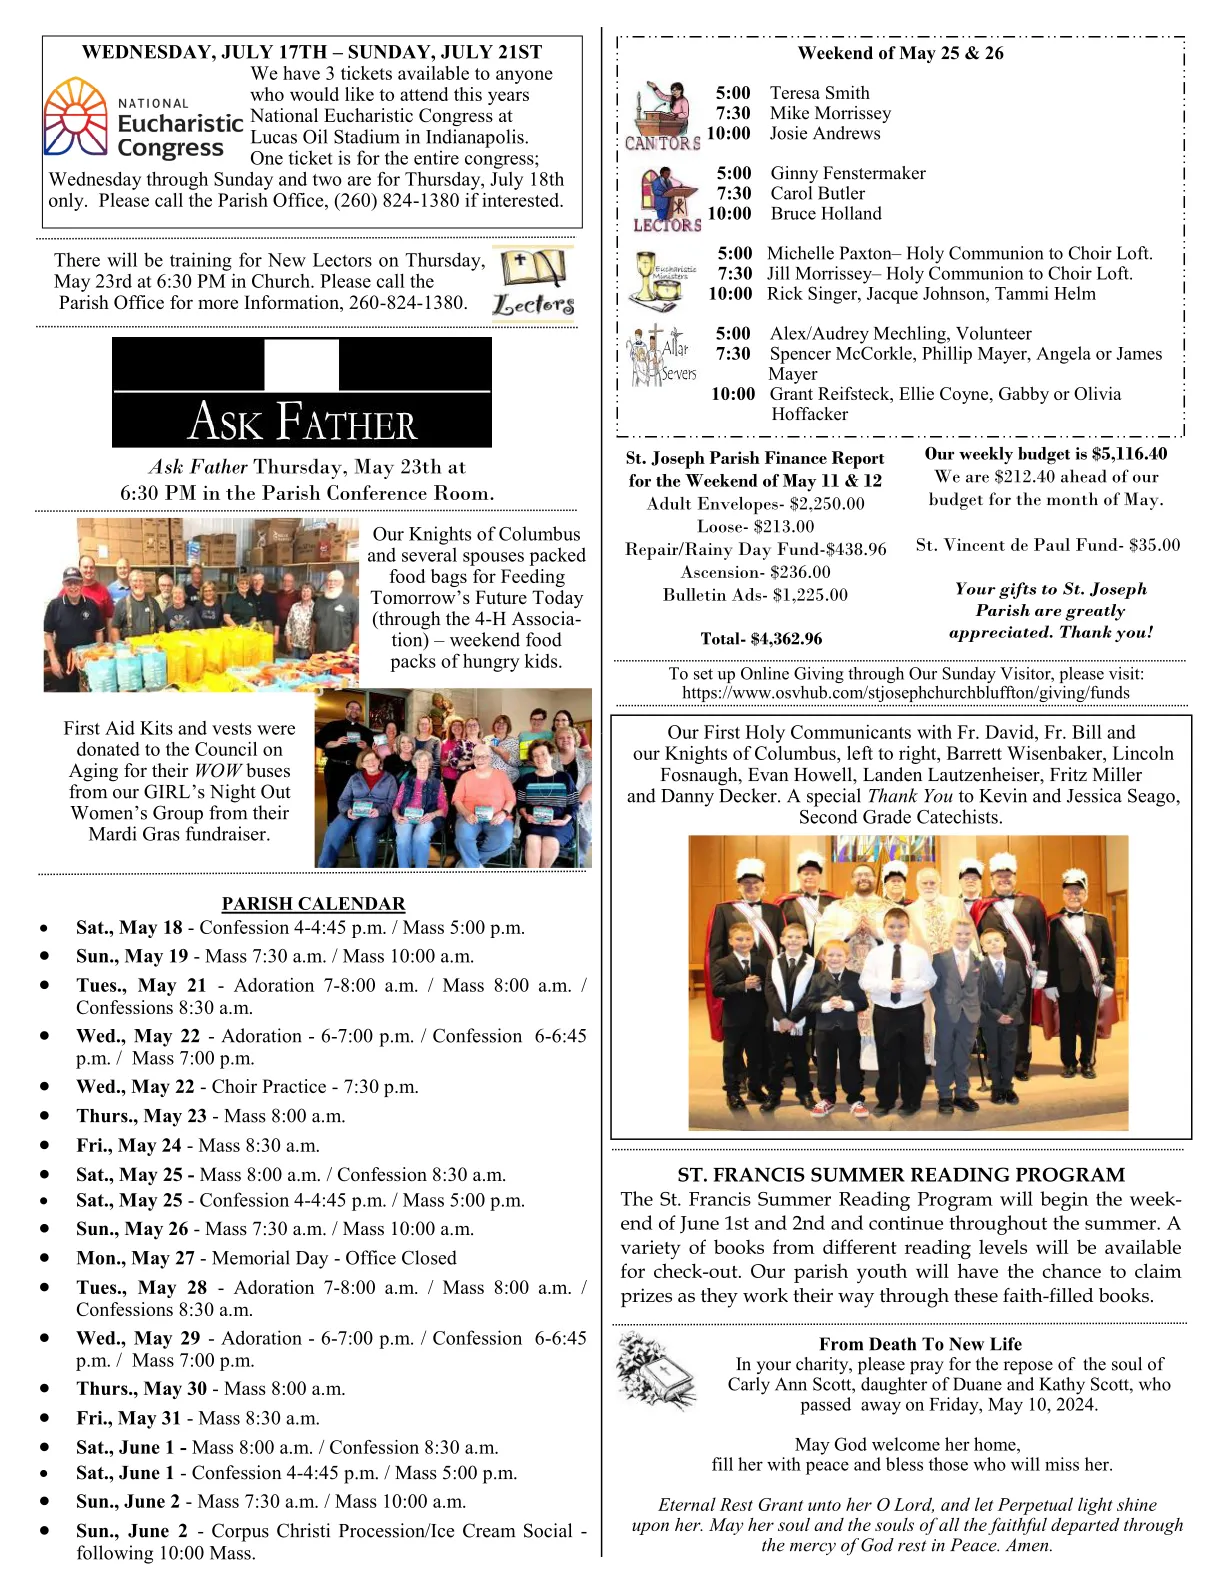 WEDNESDAY, JULY 17TH – SUNDAY, JULY 21ST
NATIONAL
Eucharistic
Congress
We have 3 tickets available to anyone
who would like to attend this years
National Eucharistic Congress at
Lucas Oil Stadium in Indianapolis.
One ticket is for the entire congress;
Wednesday through Sunday and two are for Thursday, July 18th
only. Please call the Parish Office, (260) 824-1380 if interested.
There will be training for New Lectors on Thursday,
May 23rd at 6:30 PM in Church. Please call the
Parish Office for more Information, 260-824-1380.
Lectors
ASK FATHER
Ask Father Thursday, May 23th at
6:30 PM in the Parish Conference Room.
Our Knights of Columbus
and several spouses packed
food bags for Feeding
Tomorrow's Future Today
(through the 4-H Associa-
tion) – weekend food
packs of hungry kids.
First Aid Kits and vests were
donated to the Council on
Aging for their WOW buses
from our GIRL's Night Out
Women's Group from their
Mardi Gras fundraiser.
PARISH CALENDAR
• Sat., May 18 - Confession 4-4:45 p.m. / Mass 5:00 p.m.
• Sun., May 19 - Mass 7:30 a.m. / Mass 10:00 a.m.
• Tues., May 21 - Adoration 7-8:00 a.m. / Mass 8:00 a.m. /
Confessions 8:30 a.m.
• Wed., May 22 - Adoration - 6-7:00 p.m. / Confession 6-6:45
p.m. / Mass 7:00 p.m.
• Wed., May 22 - Choir Practice - 7:30 p.m.
• Thurs., May 23 - Mass 8:00 a.m.
• Fri., May 24 - Mass 8:30 a.m.
• Sat., May 25 - Mass 8:00 a.m. / Confession 8:30 a.m.
• Sat., May 25 - Confession 4-4:45 p.m. / Mass 5:00 p.m.
• Sun., May 26 - Mass 7:30 a.m. / Mass 10:00 a.m.
• Mon., May 27 - Memorial Day - Office Closed
• Tues., May 28 - Adoration 7-8:00 a.m. / Mass 8:00 a.m. /
Confessions 8:30 a.m.
• Wed., May 29 - Adoration - 6-7:00 p.m. / Confession 6-6:45
p.m. / Mass 7:00 p.m.
• Thurs., May 30 - Mass 8:00 a.m.
• Fri., May 31 - Mass 8:30 a.m.
• Sat., June 1 - Mass 8:00 a.m. / Confession 8:30 a.m.
• Sat., June 1 - Confession 4-4:45 p.m. / Mass 5:00 p.m.
• Sun., June 2 - Mass 7:30 a.m. / Mass 10:00 a.m.
• Sun., June 2 - Corpus Christi Procession/Ice Cream Social -
following 10:00 Mass.
Weekend of May 25 & 26
CANTORS
5:00 Teresa Smith
7:30 Mike Morrissey
10:00 Josie Andrews
LECTORS
5:00 Ginny Fenstermaker
7:30 Carol Butler
10:00 Bruce Holland
Eucharistic
Ministers
5:00 Michelle Paxton– Holy Communion to Choir Loft.
7:30 Jill Morrissey– Holy Communion to Choir Loft.
10:00 Rick Singer, Jacque Johnson, Tammi Helm
Altar
Servers
5:00 Alex/Audrey Mechling, Volunteer
7:30 Spencer McCorkle, Phillip Mayer, Angela or James
Mayer
10:00 Grant Reifsteck, Ellie Coyne, Gabby or Olivia
Hoffacker
St. Joseph Parish Finance Report
for the Weekend of May 11 & 12
Adult Envelopes- $2,250.00
Loose- $213.00
Repair/Rainy Day Fund-$438.96
Ascension- $236.00
Bulletin Ads- $1,225.00
Total- $4,362.96
Our weekly budget is $5,116.40
We are $212.40 ahead of our
budget for the month of May.
St. Vincent de Paul Fund- $35.00
Your gifts to St. Joseph
Parish are greatly
appreciated. Thank you!
To set up Online Giving through Our Sunday Visitor, please visit:
https://www.osvhub.com/stjosephchurchbluffton/giving/funds
Our First Holy Communicants with Fr. David, Fr. Bill and
our Knights of Columbus, left to right, Barrett Wisenbaker, Lincoln
Fosnaugh, Evan Howell, Landen Lautzenheiser, Fritz Miller
and Danny Decker. A special Thank You to Kevin and Jessica Seago,
Second Grade Catechists.
ST. FRANCIS SUMMER READING PROGRAM
The St. Francis Summer Reading Program will begin the week-
end of June 1st and 2nd and continue throughout the summer. A
variety of books from different reading levels will be available
for check-out. Our parish youth will have the chance to claim
prizes as they work their way through these faith-filled books.
From Death To New Life
In your charity, please pray for the repose of the soul of
Carly Ann Scott, daughter of Duane and Kathy Scott, who
passed away on Friday, May 10, 2024.
May God welcome her home,
fill her with peace and bless those who will miss her.
Eternal Rest Grant unto her O Lord, and let Perpetual light shine
upon her. May her soul and the souls of all the faithful departed through
the mercy of God rest in Peace. Amen.